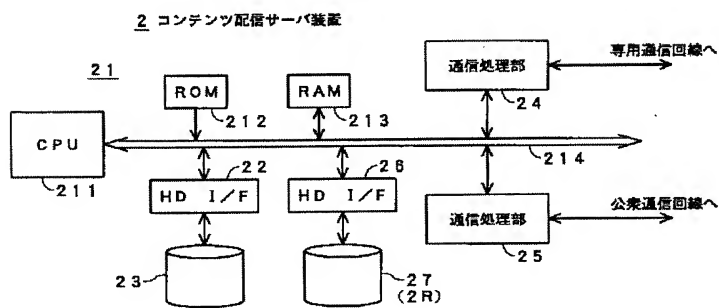 2 コンテンツ配信サーバ装置
21
ROM
212
RAM
213
通信処理部
24
専用通信回線へ
CPU
211
214
22
HD I/F
26
HD I/F
通信処理部
25
公衆通信回線へ
23
27
(2R)